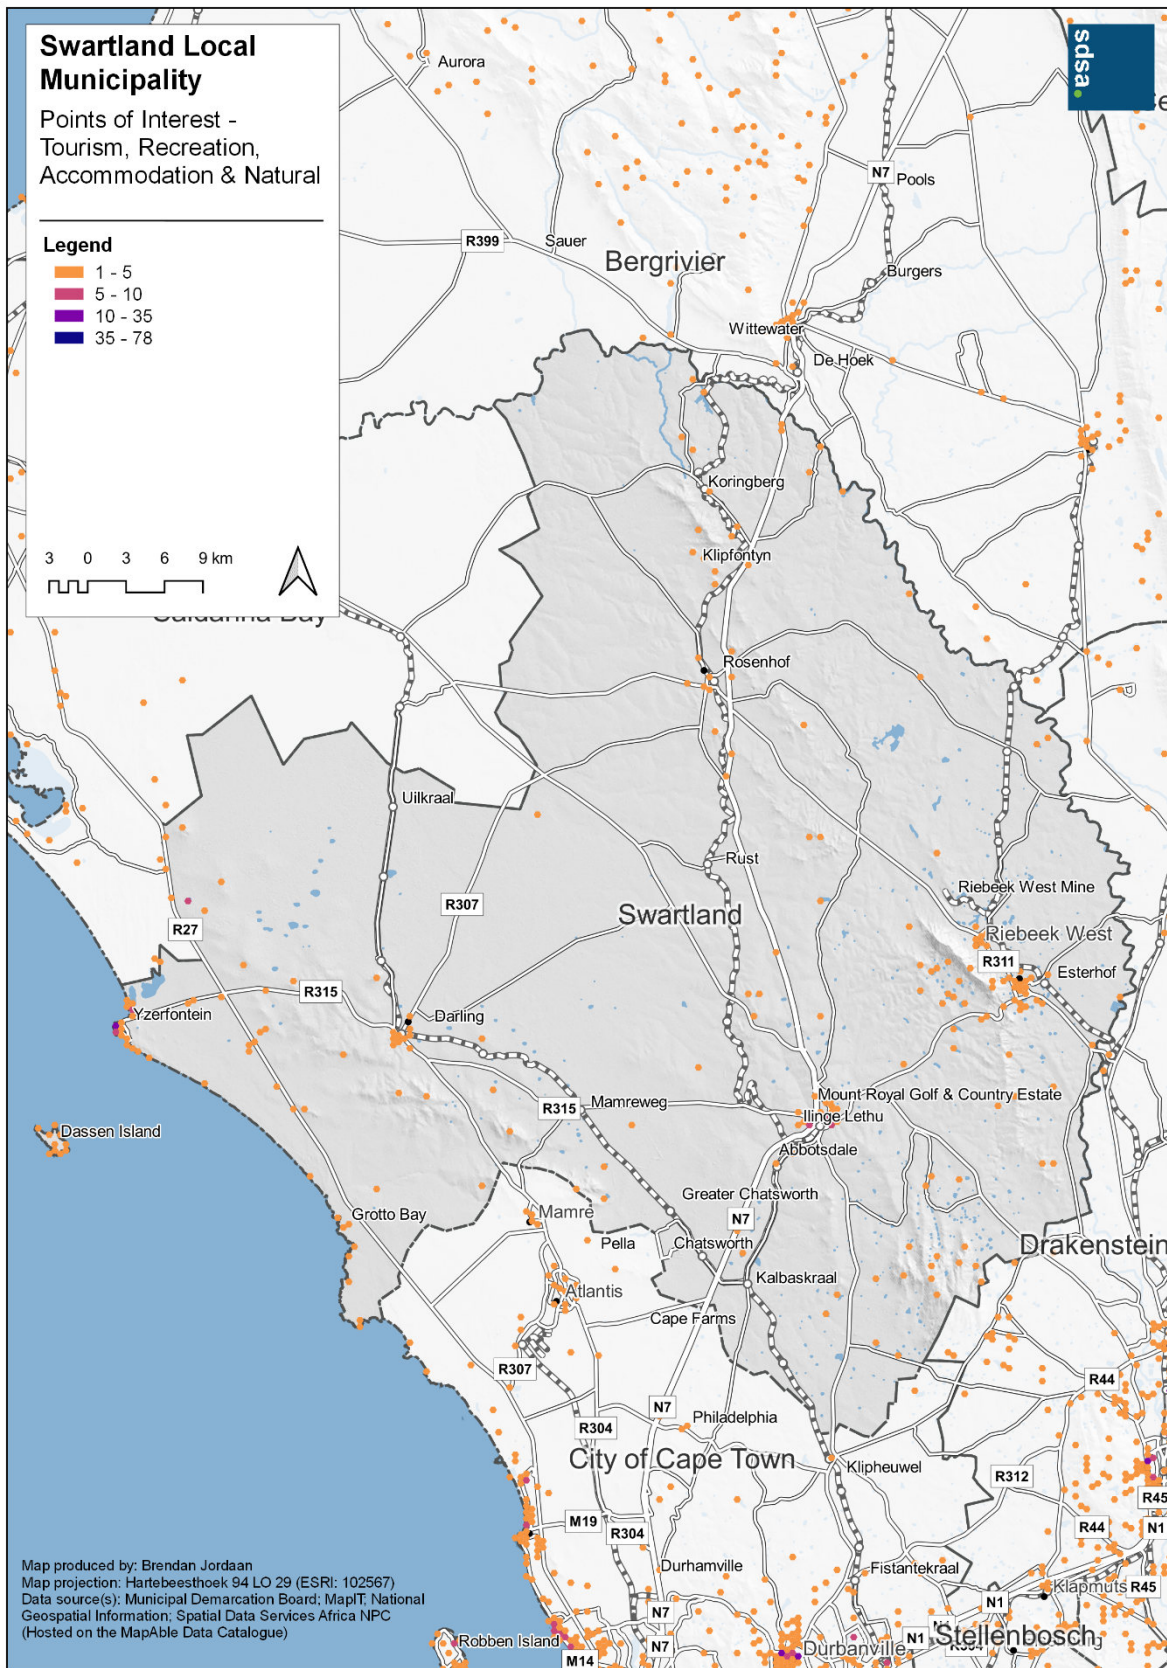 Swartland Local
Municipality
Points of Interest -
Tourism, Recreation,
Accommodation & Natural
Legend
1 - 5
5 - 10
10 - 35
35 - 78
3 0 3 6 9 km
sdsa.
Aurora
N7
Pools
R399
Sauer
Bergrivier
Burgers
Wittewater
De Hoek
Koringberg
Klipfontyn
Saldanha Bay
Rosenhof
Uilkraal
Rust
Riebeek West Mine
R307
Swartland
R27
Riebeek West
R311
Esterhof
R315
Yzerfontein
Darling
Mount Royal Golf & Country Estate
R315
Mamreweg
Ilinge Lethu
Dassen Island
Abbotsdale
Greater Chatsworth
Grotto Bay
Mamre
N7
Pella
Chatsworth
Drakenstein
Kalbaskraal
Atlantis
Cape Farms
R307
R44
N7
Philadelphia
R304
City of Cape Town
Klipheuwel
R312
R45
M19
R304
R44
N1
Durhamville
Fistantekraal
Klapmuts
R45
N1
N7
Robben Island
N7
Durbanville
N1
Stellenbosch
M14
Map produced by: Brendan Jordaan
Map projection: Hartebeesthoek 94 LO 29 (ESRI: 102567)
Data source(s): Municipal Demarcation Board; MapIT; National
Geospatial Information; Spatial Data Services Africa NPC
(Hosted on the MapAble Data Catalogue)